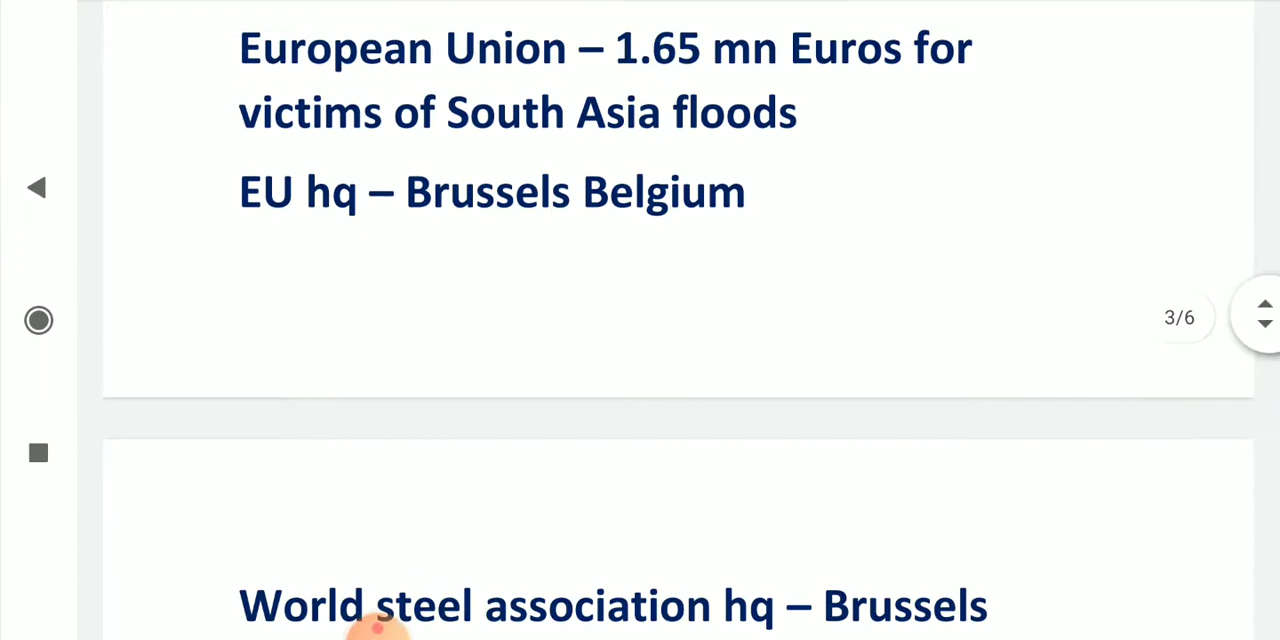 European Union – 1.65 mn Euros for
victims of South Asia floods
EU hq – Brussels Belgium
3/6
World steel association hq – Brussels